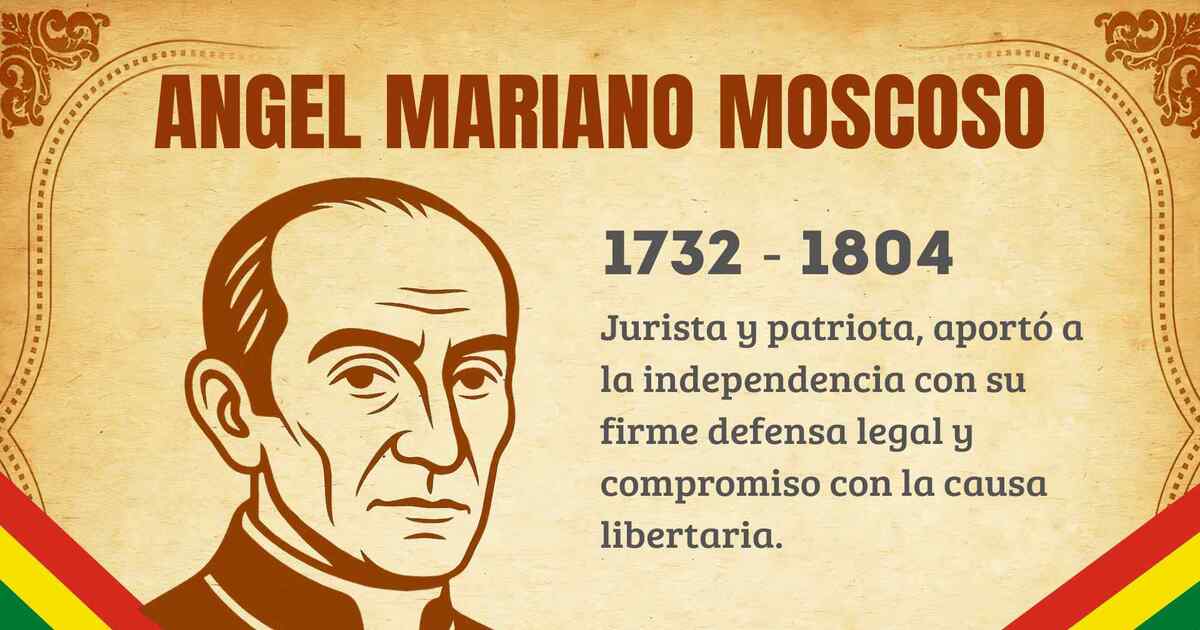 ANGEL MARIANO MOSCOSO
1732 - 1804
Jurista y patriota, aportó a
la independencia con su
firme defensa legal y
compromiso con la causa
libertaria.